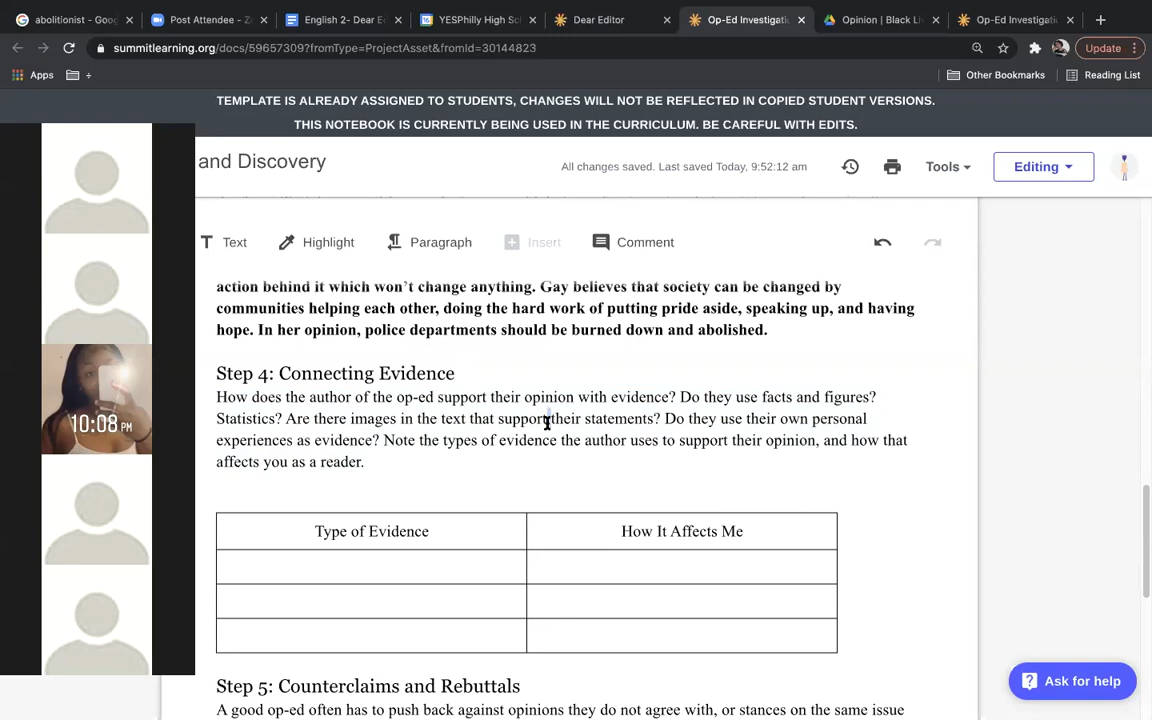 abolitionist - Goo
Post Attendee - Z
English 2- Dear E
YESPhilly High Sc
Dear Editor
Op-Ed Investigati
Opinion | Black Liv
Op-Ed Investigati
summitlearning.org/docs/59657309?fromType=ProjectAsset&fromId=30144823
Update
Apps
Other Bookmarks
Reading List
TEMPLATE IS ALREADY ASSIGNED TO STUDENTS, CHANGES WILL NOT BE REFLECTED IN COPIED STUDENT VERSIONS.
THIS NOTEBOOK IS CURRENTLY BEING USED IN THE CURRICULUM. BE CAREFUL WITH EDITS.
and Discovery
All changes saved. Last saved Today, 9:52:12 am
Tools
Editing
Text
Highlight
Paragraph
Insert
Comment
action behind it which won't change anything. Gay believes that society can be changed by
communities helping each other, doing the hard work of putting pride aside, speaking up, and having
hope. In her opinion, police departments should be burned down and abolished.
Step 4: Connecting Evidence
How does the author of the op-ed support their opinion with evidence? Do they use facts and figures?
Statistics? Are there images in the text that support their statements? Do they use their own personal
experiences as evidence? Note the types of evidence the author uses to support their opinion, and how that
affects you as a reader.
Type of Evidence
How It Affects Me
Step 5: Counterclaims and Rebuttals
A good op-ed often has to push back against opinions they do not agree with, or stances on the same issue
10:08 PM
Ask for help